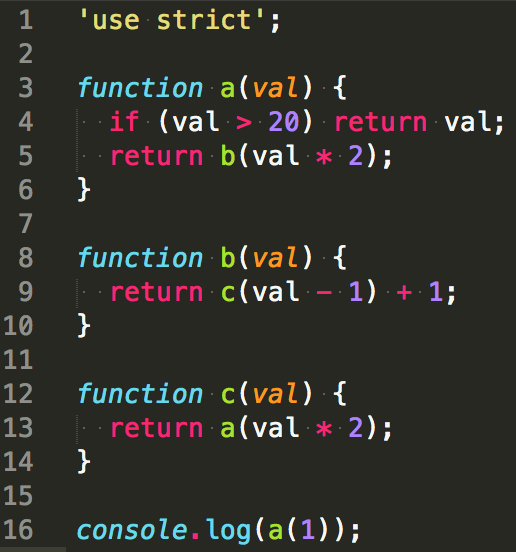 1 'use strict';
2
3 function a(val) {
4 if (val > 20) return val;
5 return b(val * 2);
6 }
7
8 function b(val) {
9 return c(val - 1) + 1;
10 }
11
12 function c(val) {
13 return a(val * 2);
14 }
15
16 console.log(a(1));